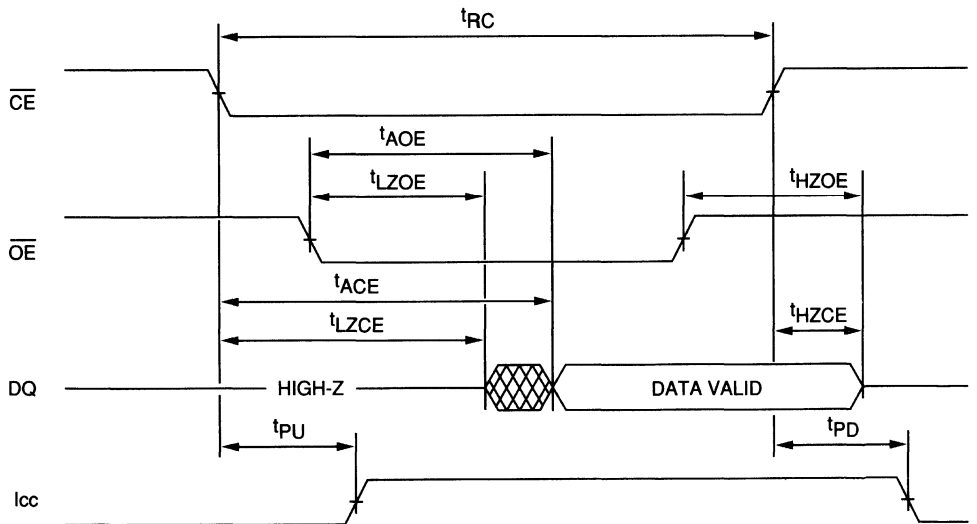 tRC
CE
tAOE
tLZOE
tHZOE
OE
tACE
tLZCE
tHZCE
DQ
HIGH-Z
DATA VALID
tPU
tPD
Icc